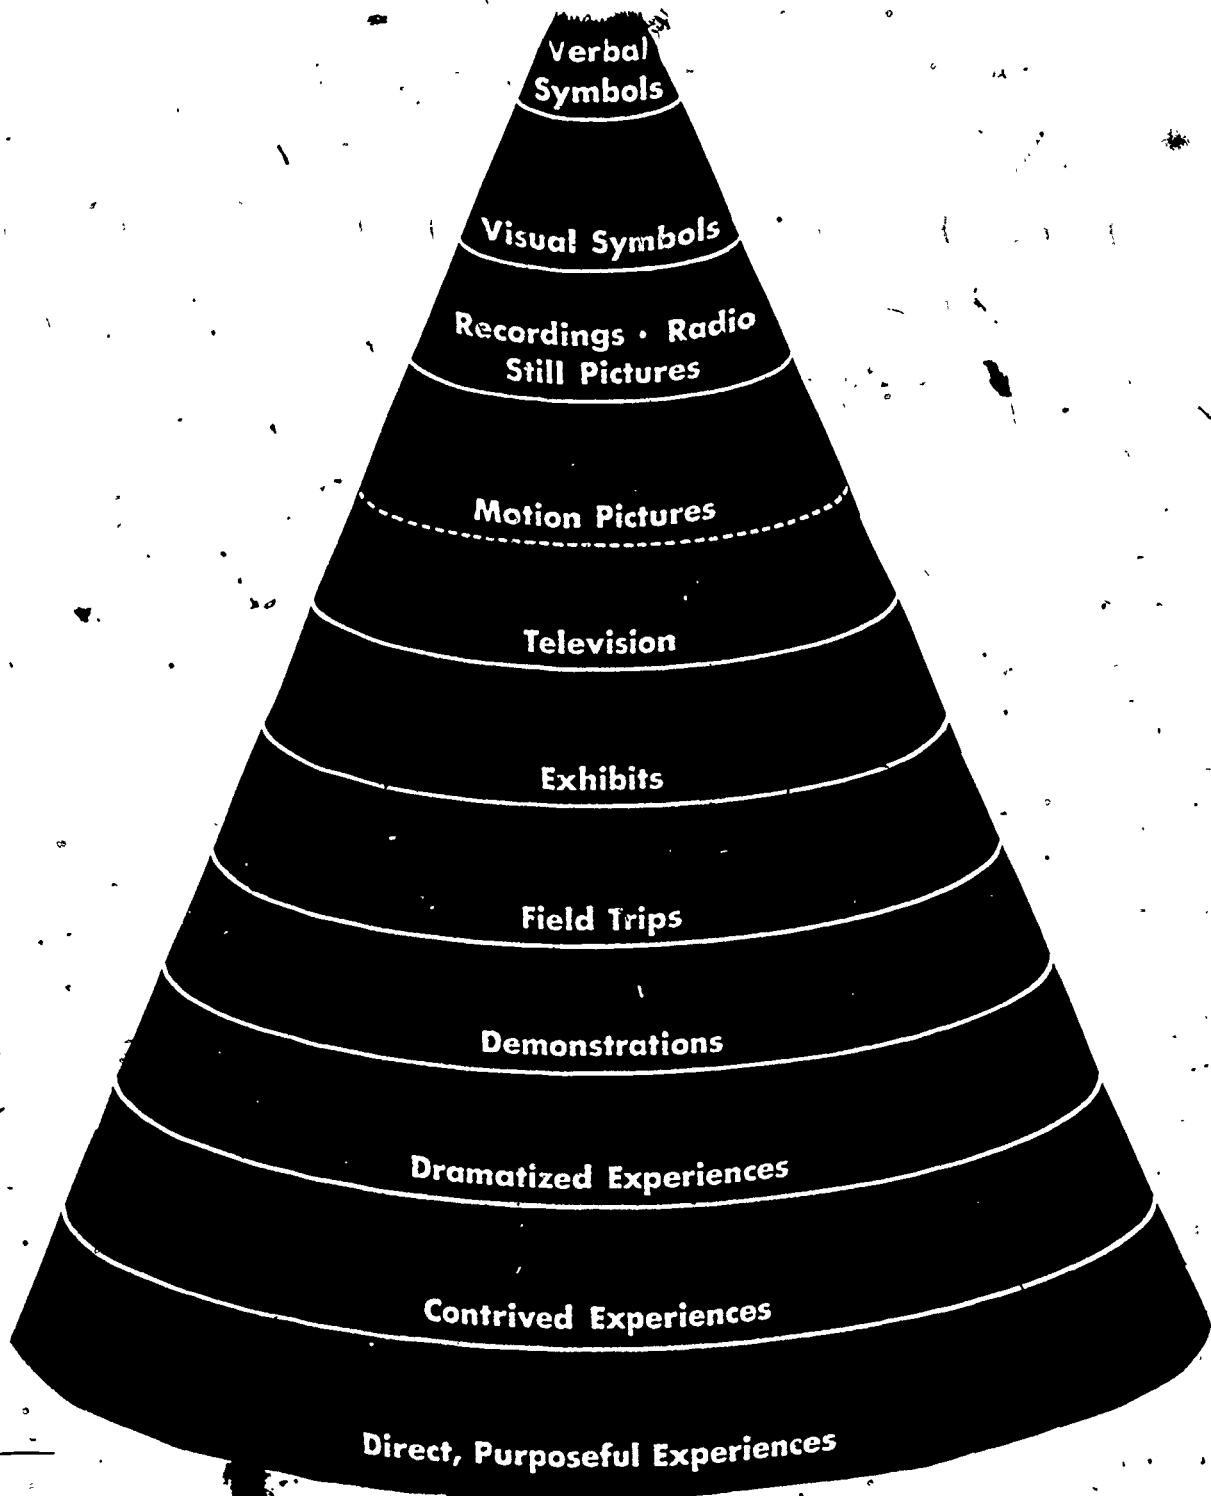 Verbal
Symbols
Visual Symbols
Recordings · Radio
Still Pictures
Motion Pictures
Television
Exhibits
Field Trips
Demonstrations
Dramatized Experiences
Contrived Experiences
Direct, Purposeful Experiences